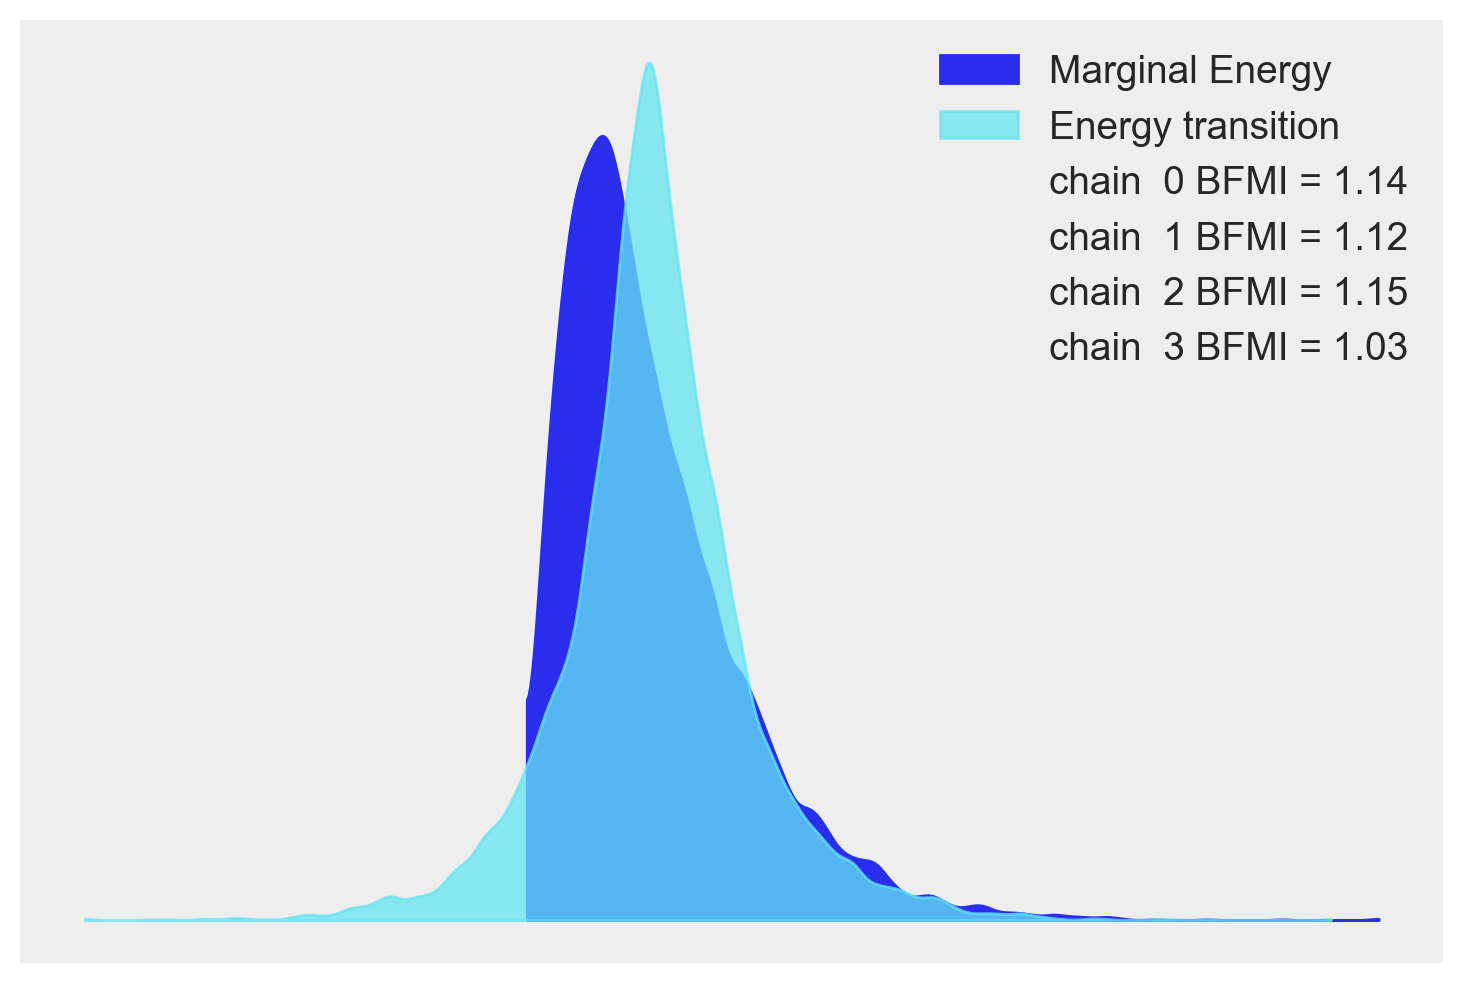 Marginal Energy
Energy transition
chain  0 BFMI = 1.14
chain  1 BFMI = 1.12
chain  2 BFMI = 1.15
chain  3 BFMI = 1.03